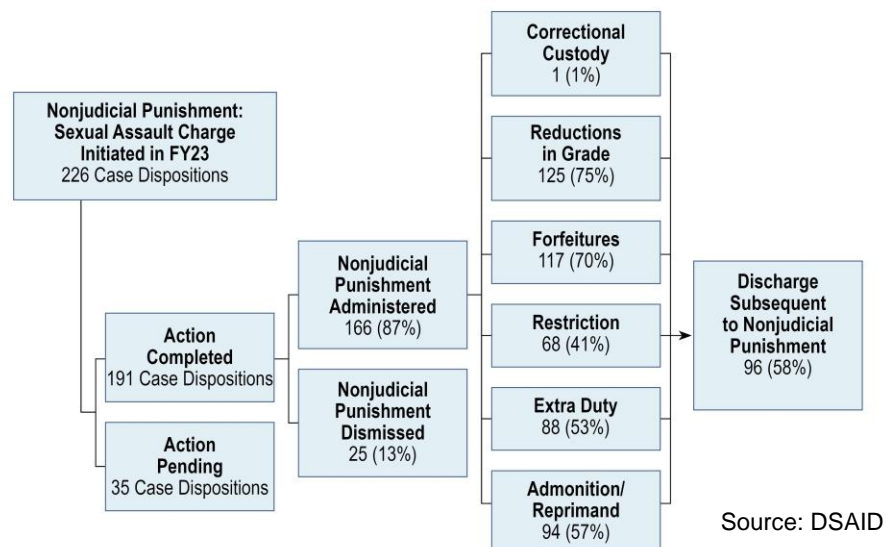 Nonjudicial Punishment:
Sexual Assault Charge
Initiated in FY23
226 Case Dispositions
Action
Completed
191 Case Dispositions
Action
Pending
35 Case Dispositions
Nonjudicial
Punishment
Administered
166 (87%)
Nonjudicial
Punishment
Dismissed
25 (13%)
Correctional
Custody
1 (1%)
Reductions
in Grade
125 (75%)
Forfeitures
117 (70%)
Restriction
68 (41%)
Extra Duty
88 (53%)
Admonition/
Reprimand
94 (57%)
Discharge
Subsequent
to Nonjudicial
Punishment
96 (58%)
Source: DSAID